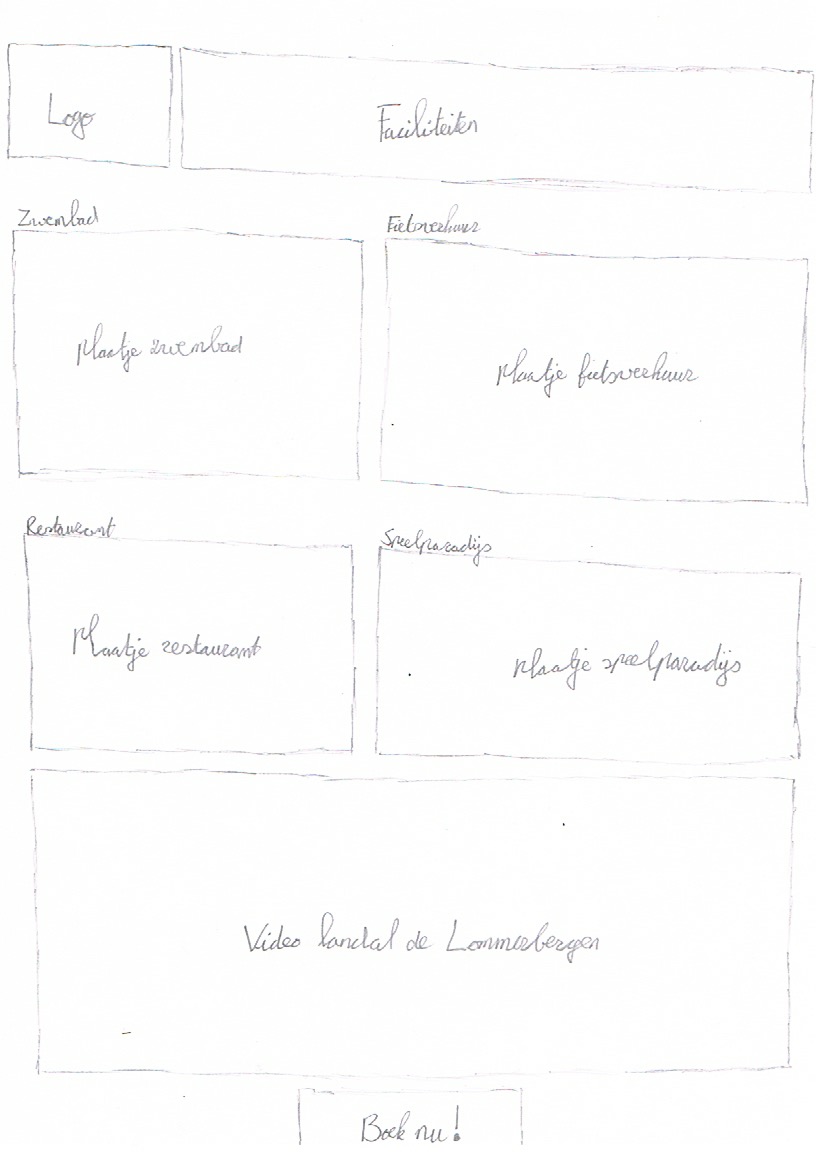 Logo
Faciliteiten
Zwembad
Fietsverhuur
Plaatje zwembad
Plaatje fietsverhuur
Restaurant
Speelparadijs
Plaatje restaurant
Plaatje speelparadijs
Video landal de Lommerbergen
Boek nu!